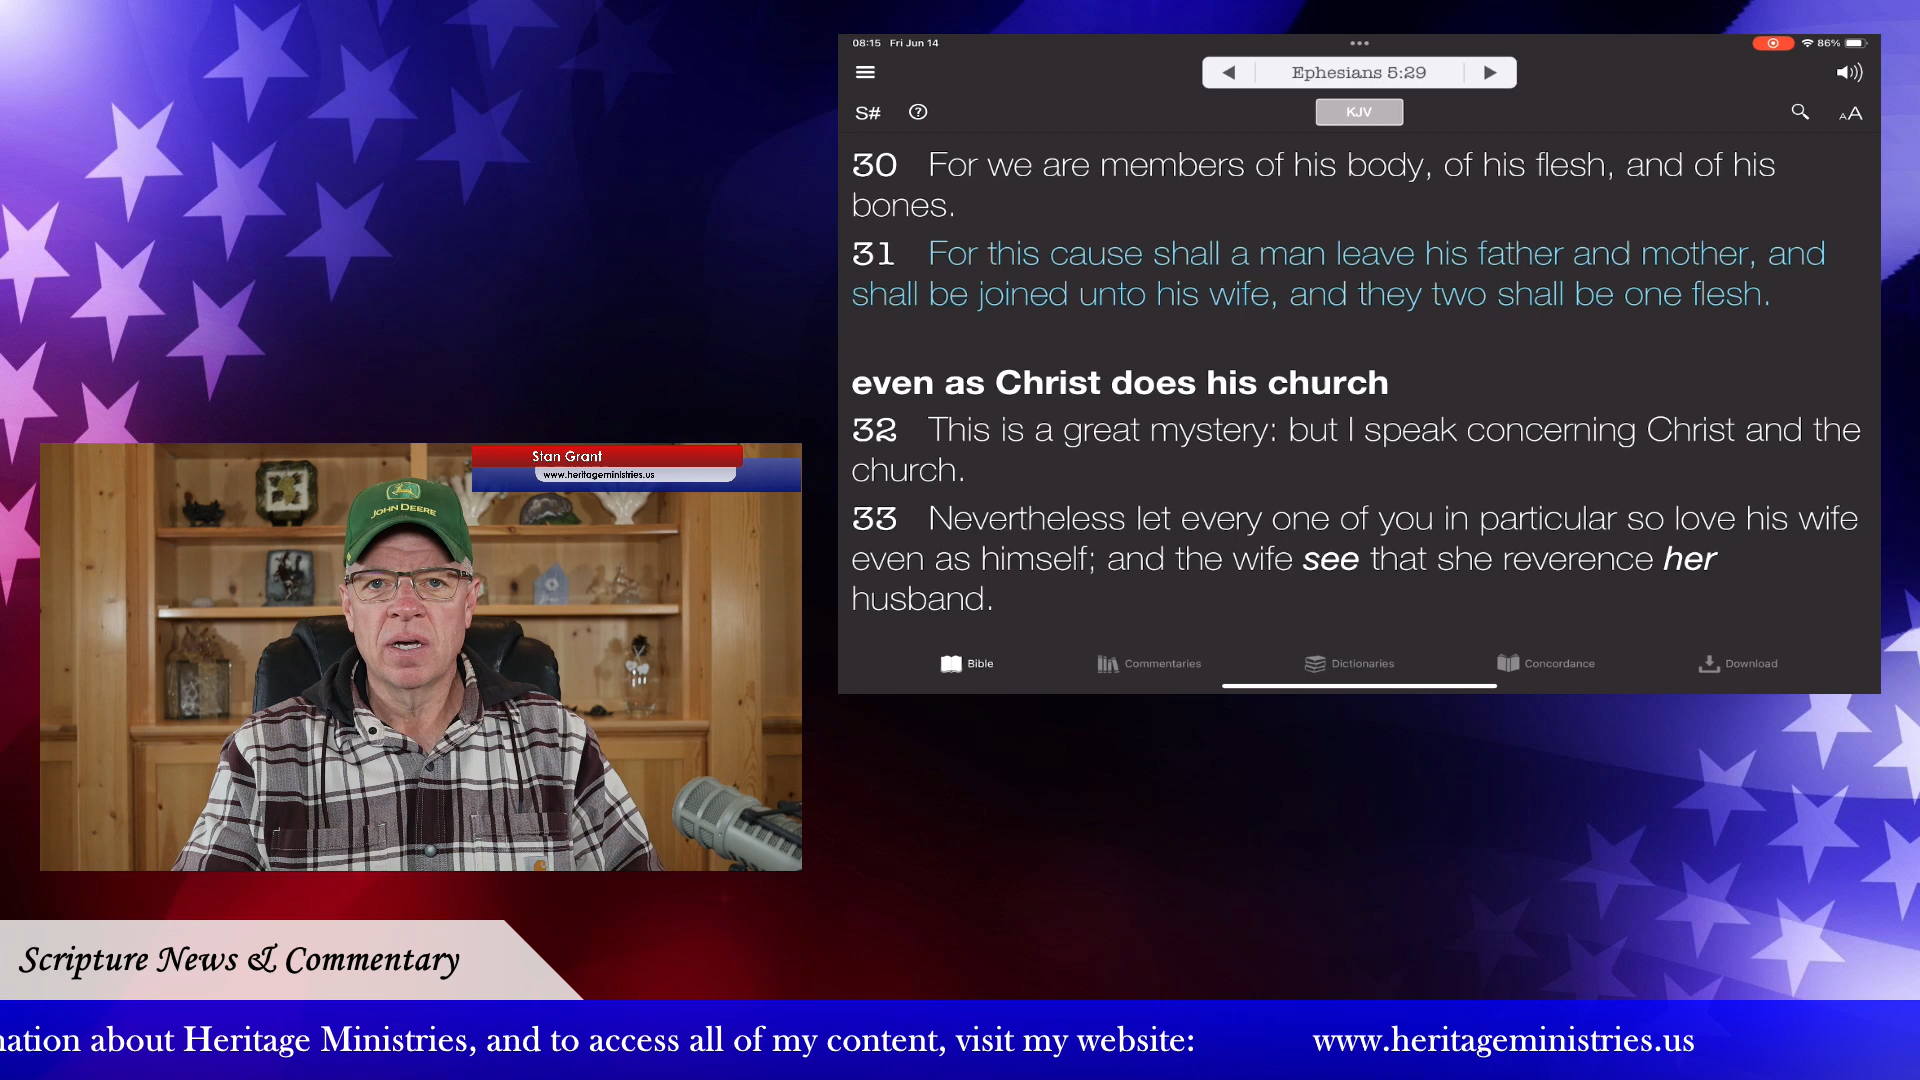 08:15 Fri Jun 14
86%
Ephesians 5:29
S#
KJV
AA
30 For we are members of his body, of his flesh, and of his
bones.
31 For this cause shall a man leave his father and mother, and
shall be joined unto his wife, and they two shall be one flesh.
even as Christ does his church
32 This is a great mystery: but I speak concerning Christ and the
church.
33 Nevertheless let every one of you in particular so love his wife
even as himself; and the wife see that she reverence her
husband.
Bible Commentaries Dictionaries Concordance Download
Stan Grant
www.heritageministries.us
JOHN DEERE
Scripture News & Commentary
nation about Heritage Ministries, and to access all of my content, visit my website: www.heritageministries.us